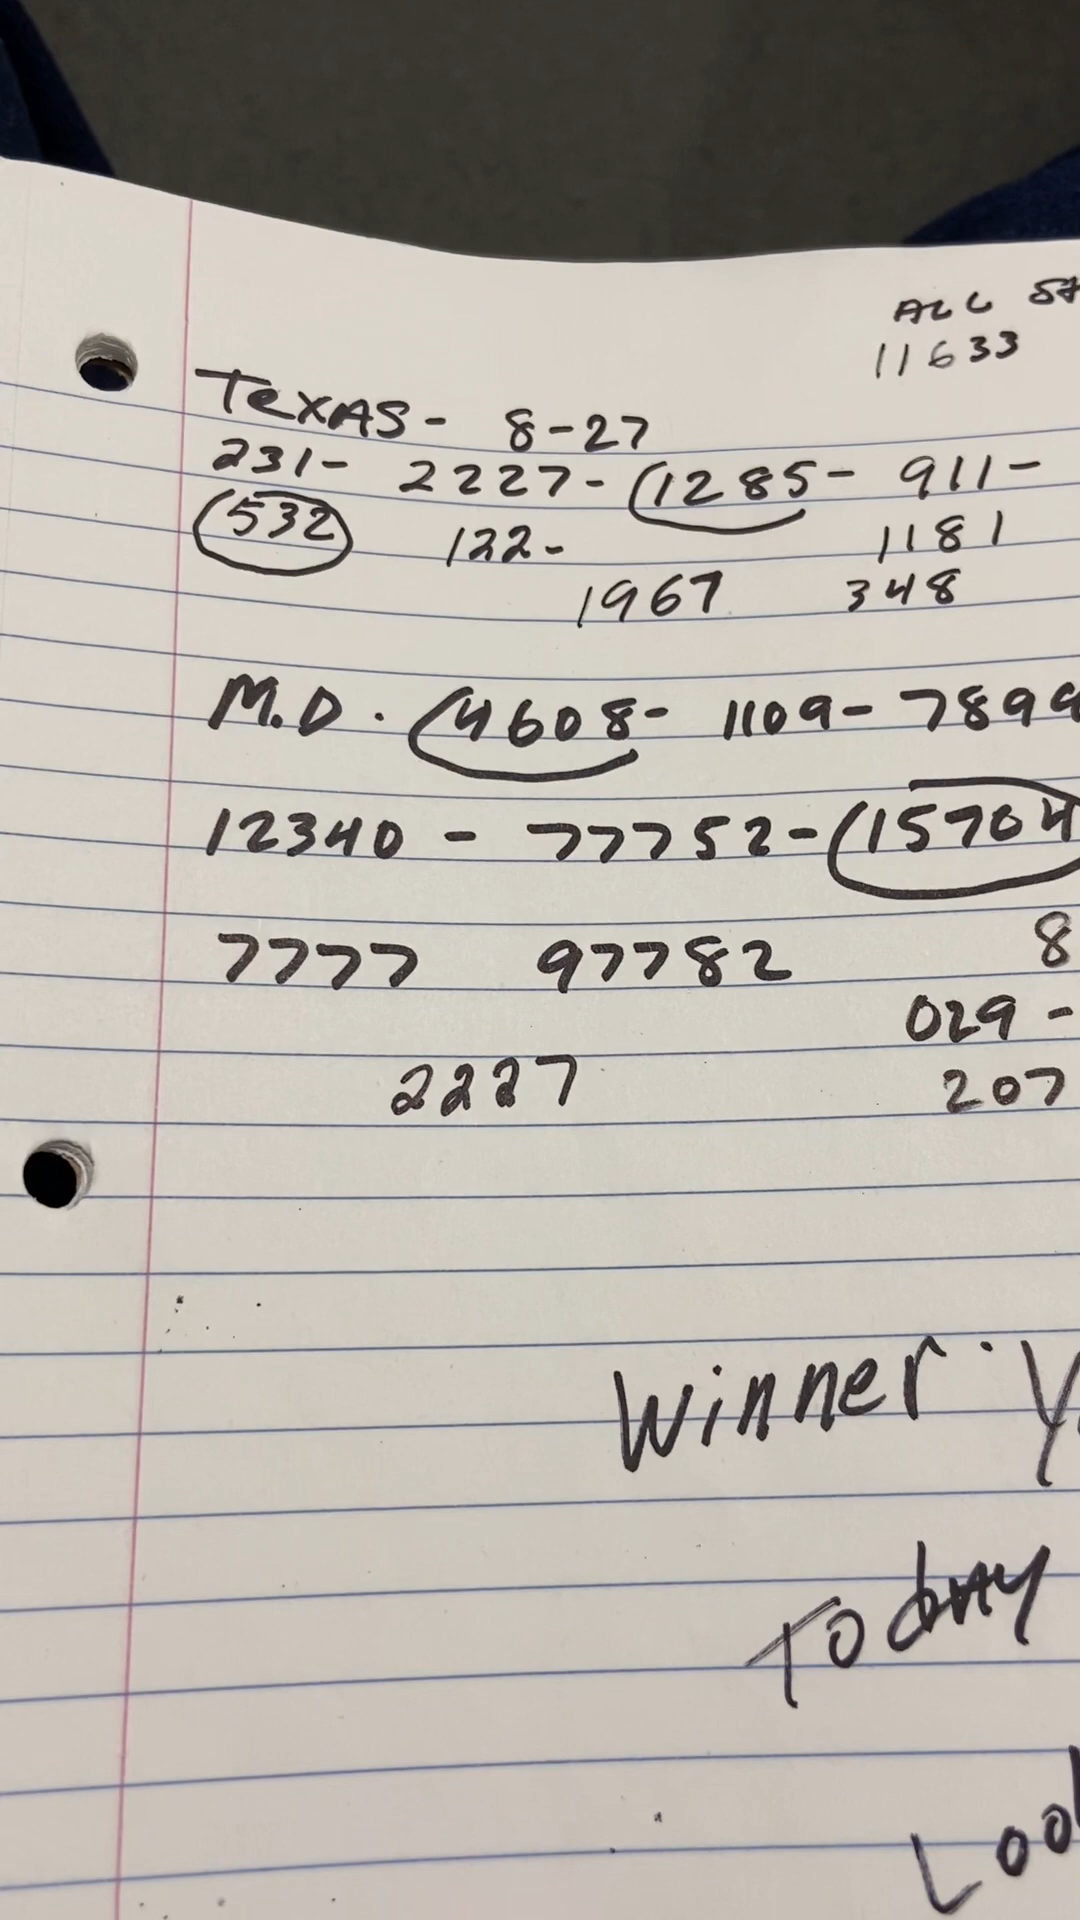 ALL
11633
TEXAS- 8-27
231- 2227- 1285- 911-
532 122- 1181
1967 348
M.D. 4608- 1109- 7899
12340 - 77752- 15704
7777 97782 8
029 -
2227 207
Winner
Today